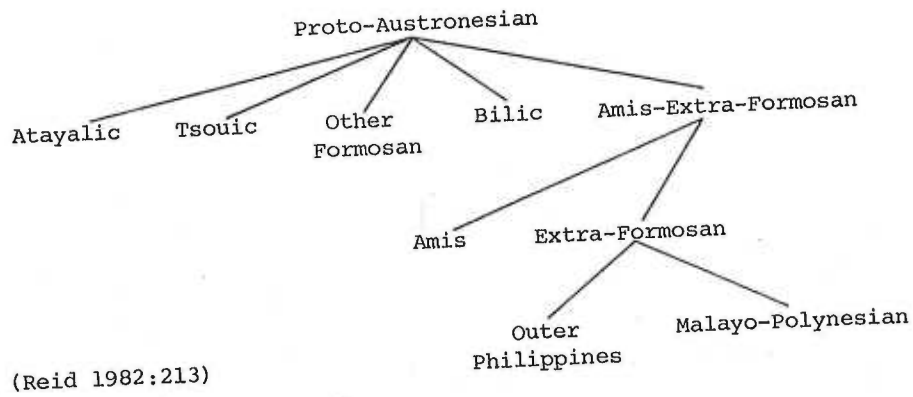 Proto-Austronesian
Atayalic
Tsouic
Other
Formosan
Bilic
Amis-Extra-Formosan
Amis
Extra-Formosan
Outer
Philippines
Malayo-Polynesian
(Reid 1982:213)